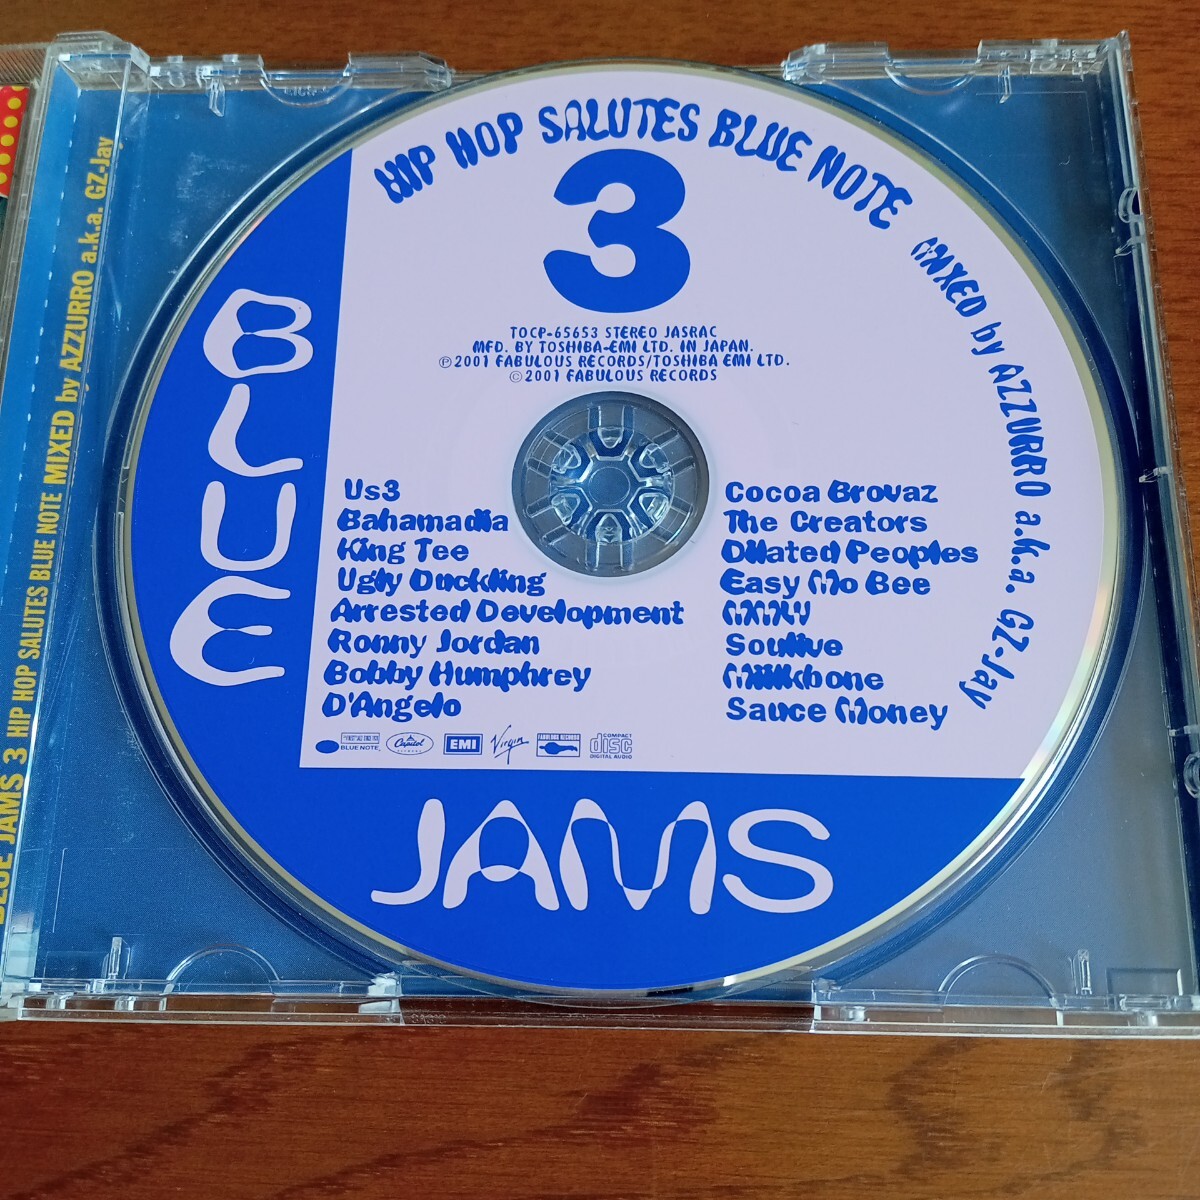 BLUE JAMS 3 HIP HOP SALUTES BLUE NOTE MIXED by AZZURRO a.k.a. GZ-Jay
HIP HOP SALUTES BLUE NOTE
3
MIXED by AZZURRO a.k.a. GZ-Jay
TOCP-65653 STEREO JASRAC
MFD. BY TOSHIBA-EMI LTD. IN JAPAN.
℗2001 FABULOUS RECORDS/TOSHIBA EMI LTD.
©2001 FABULOUS RECORDS
BLUE
Us3
Bahamadia
King Tee
Ugly Duckling
Arrested Development
Ronny Jordan
Bobby Humphrey
D'Angelo
Cocoa Brovaz
The Creators
Dilated Peoples
Easy Mo Bee
Soulive
Milkbone
Sauce Money
BLUE NOTE
Capitol
EMI
Virgin
FABULOUS RECORDS
COMPACT
disc
DIGITAL AUDIO
JAMS